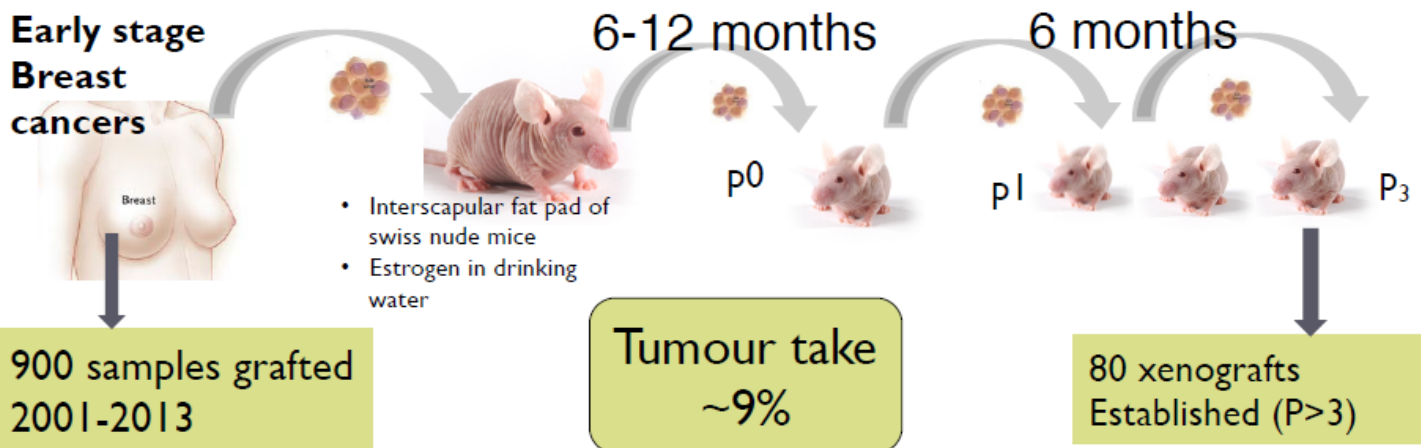 Early stage
Breast
cancers
6-12 months
6 months
Breast
p0
p1
P3
• Interscapular fat pad of
swiss nude mice
• Estrogen in drinking
water
900 samples grafted
2001-2013
Tumour take
~9%
80 xenografts
Established (P>3)